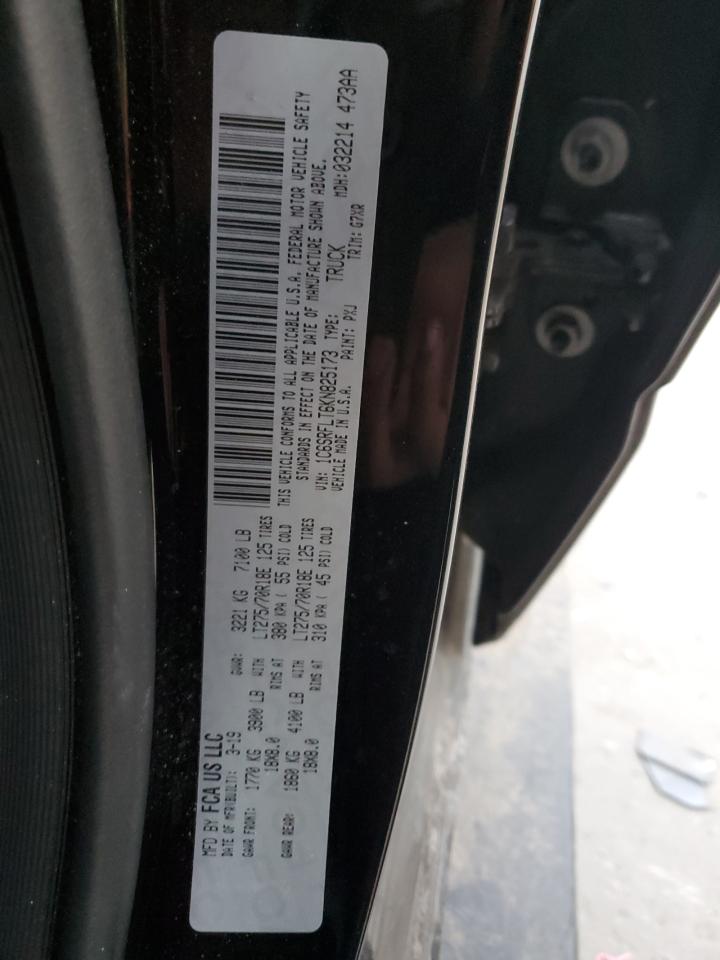 MFD BY FCA US LLC
DATE OF MFR(BUILT): 3-19 GVWR: 3221 KG 7100 LB
GAWR FRONT: 1770 KG 3900 LB WITH LT275/70R18E 125 TIRES
18X8.0 RIMS AT 380 KPA ( 55 PSI) COLD
GAWR REAR: 1860 KG 4100 LB WITH LT275/70R18E 125 TIRES
18X8.0 RIMS AT 310 KPA ( 45 PSI) COLD
THIS VEHICLE CONFORMS TO ALL APPLICABLE U.S.A. FEDERAL MOTOR VEHICLE SAFETY
STANDARDS IN EFFECT ON THE DATE OF MANUFACTURE SHOWN ABOVE.
VIN: 1C6SRFLT6KN825173 TYPE: TRUCK MDH:032214 473AA
VEHICLE MADE IN U.S.A. PAINT: PXJ TRIM: G7XR